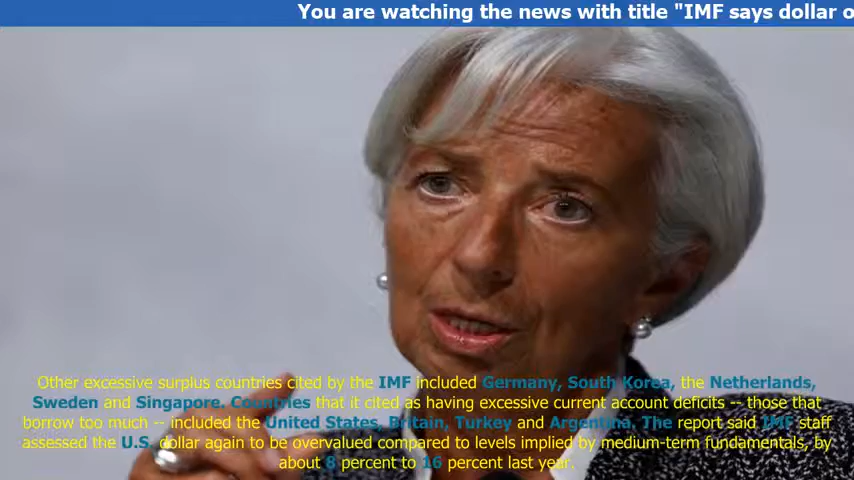 You are watching the news with title "IMF says dollar o
Other excessive surplus countries cited by the IMF included Germany, South Korea, the Netherlands,
Sweden and Singapore. Countries that it cited as having excessive current account deficits -- those that
borrow too much -- included the United States, Britain, Turkey and Argentina. The report said IMF staff
assessed the U.S. dollar again to be overvalued compared to levels implied by medium-term fundamentals, by
about 8 percent to 16 percent last year.